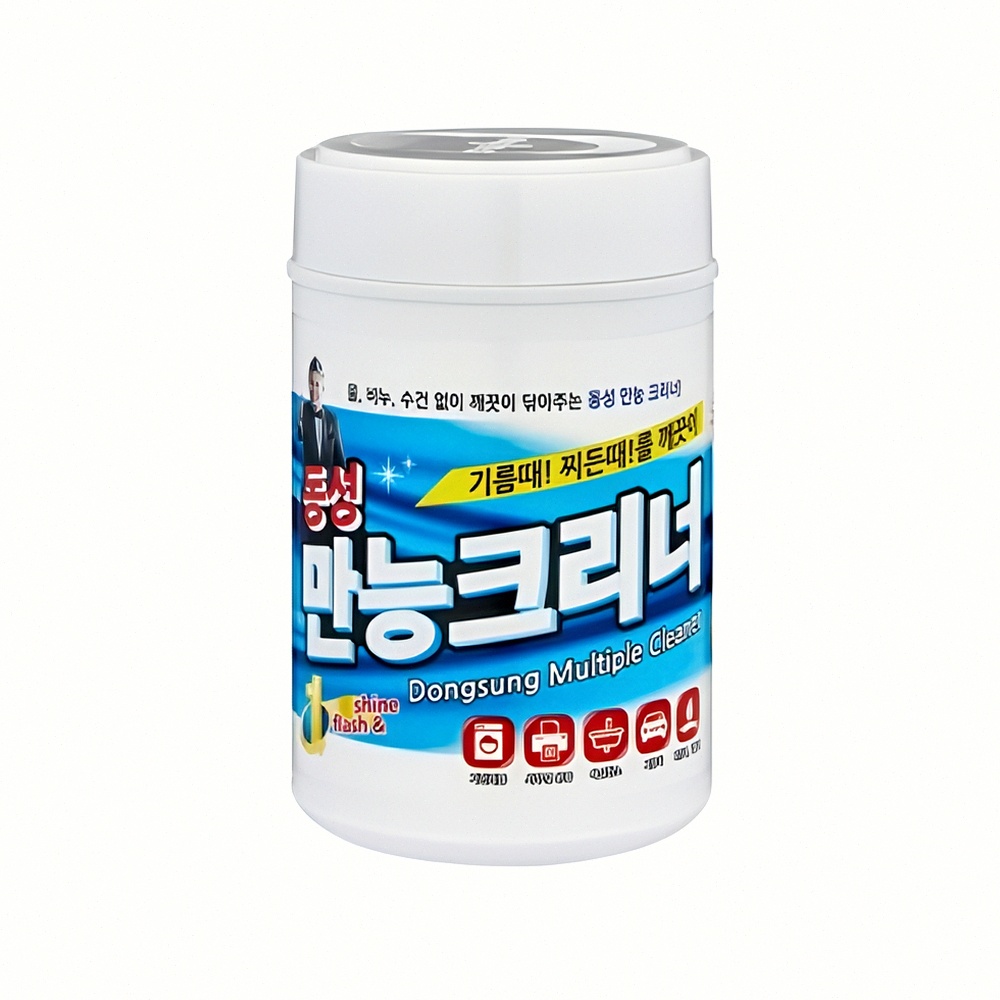 물, 비누, 수건 없이 깨끗이 닦아주는 동성 만능 크리너
기름때! 찌든때!를 깨끗이
동성
만능크리너
Dongsung Multiple Cleaner
1
shine
flash &